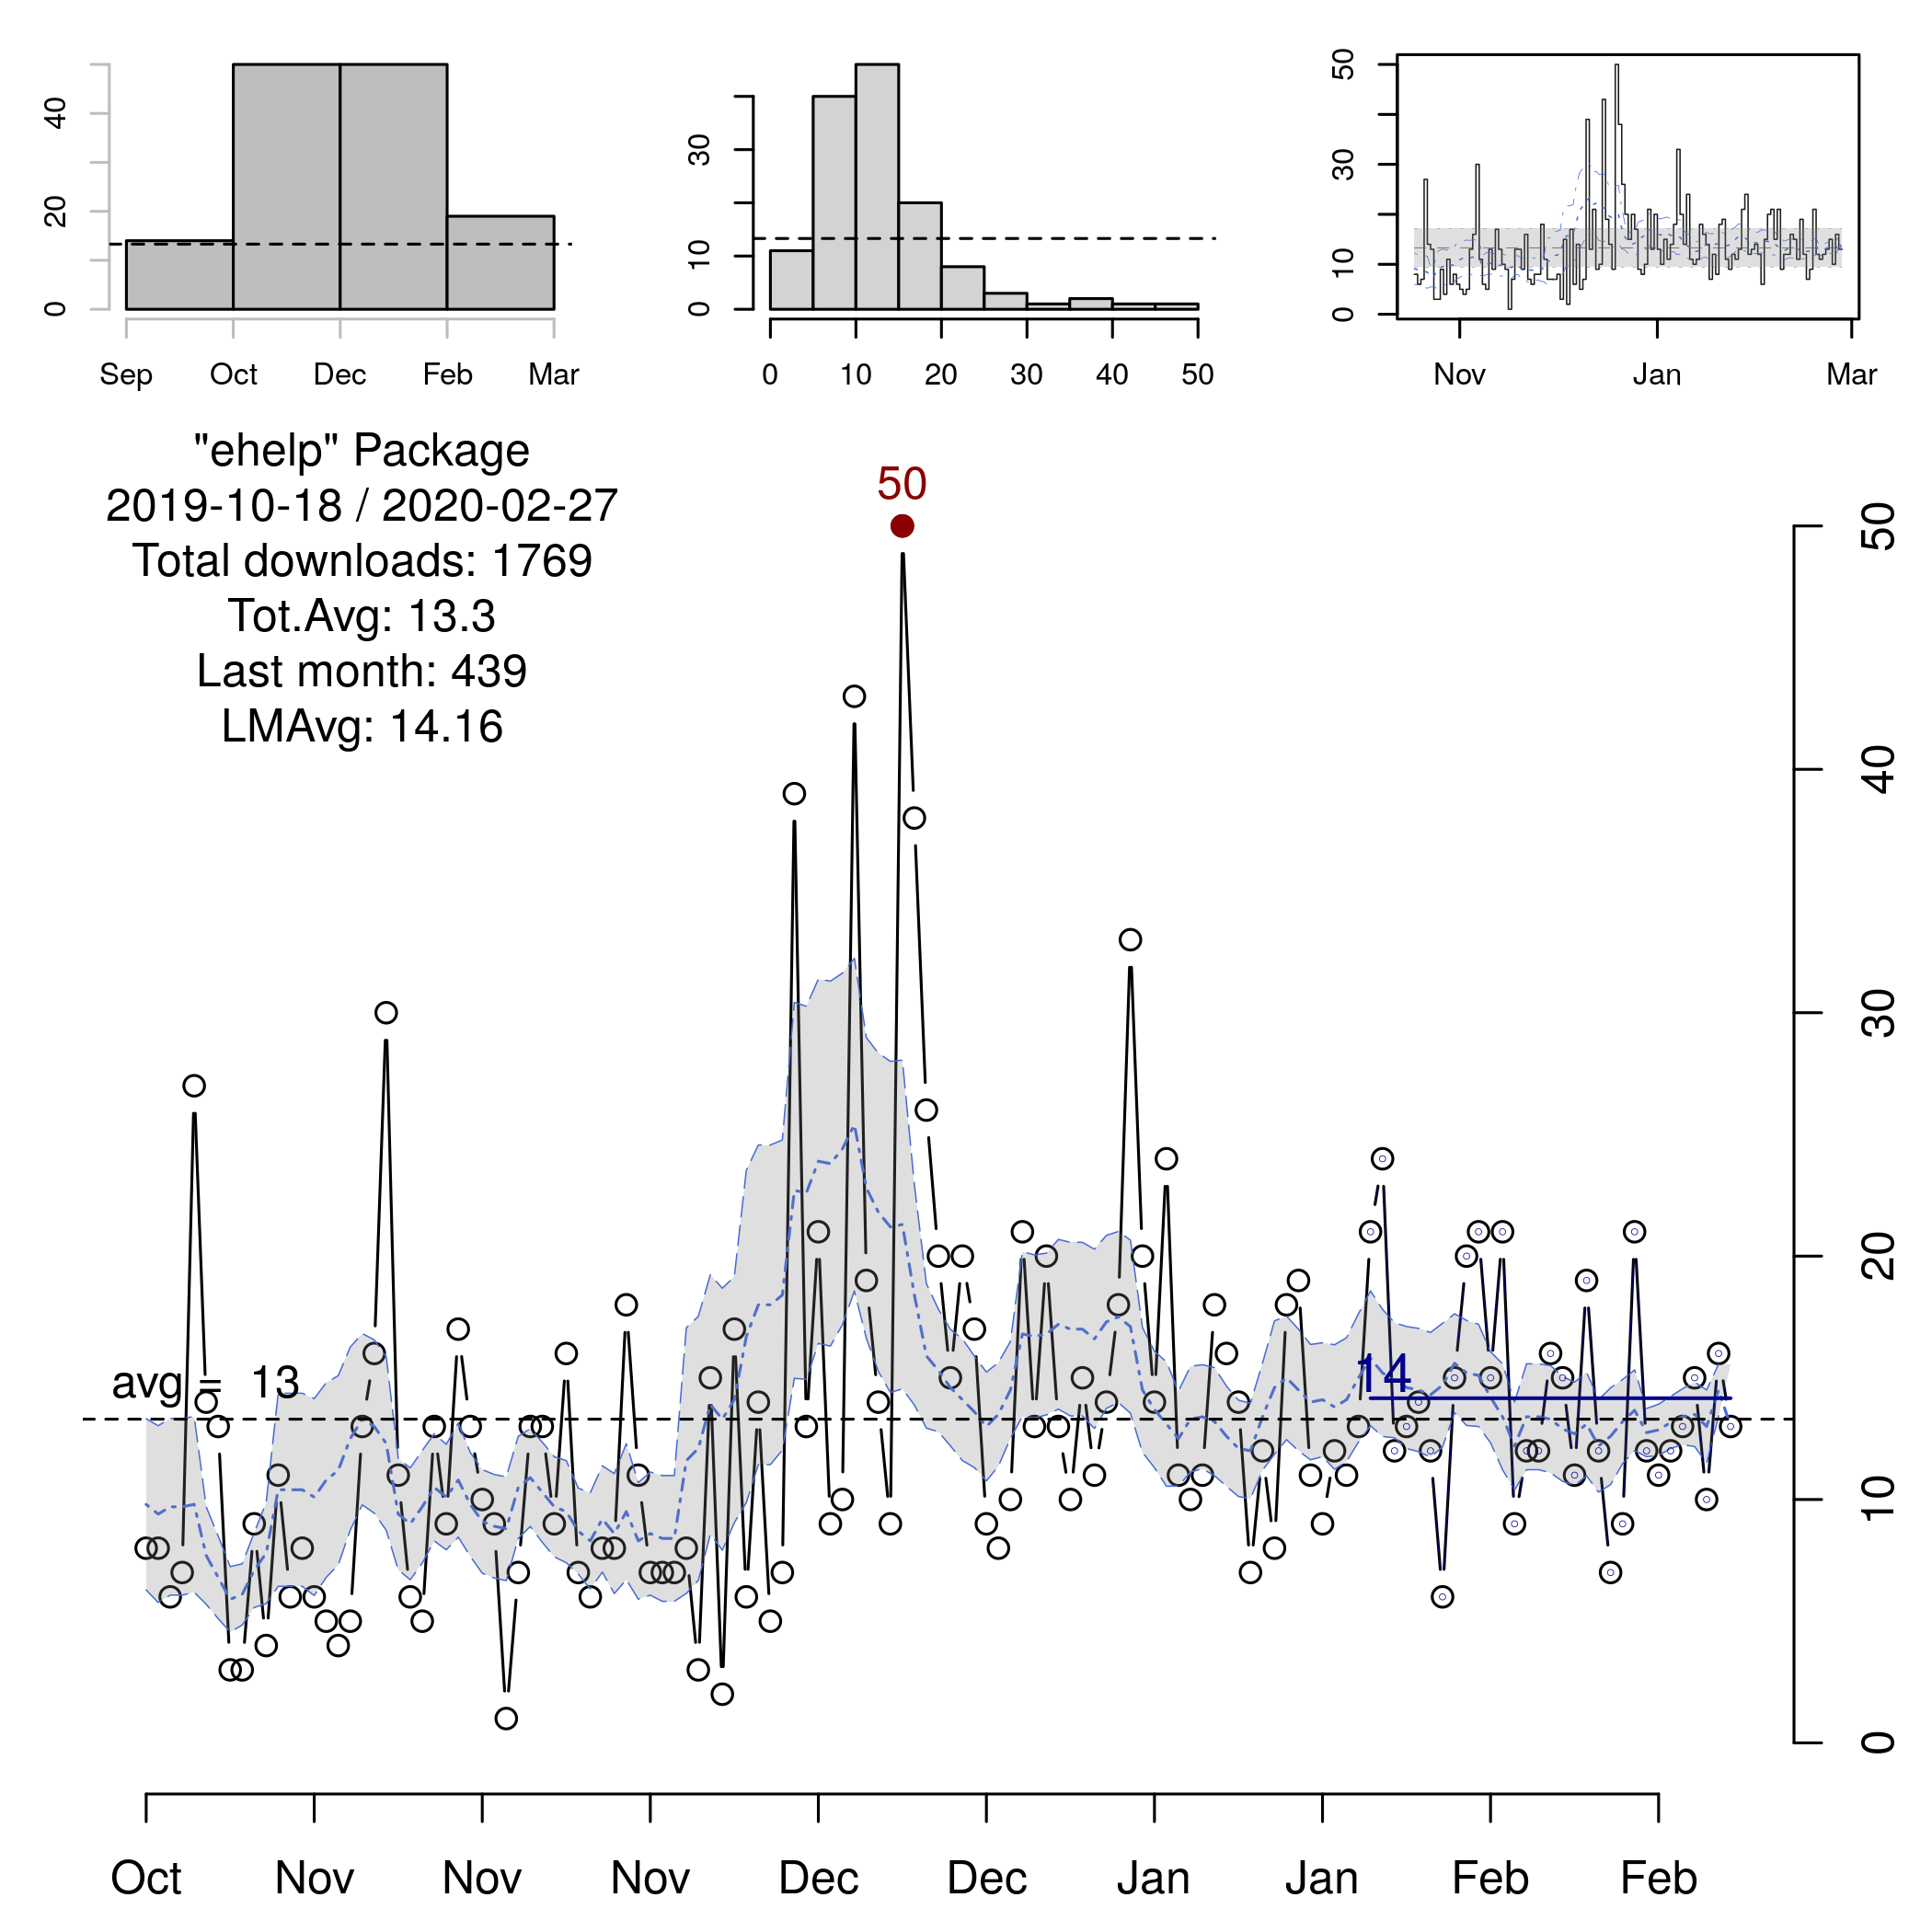 0 20 40
Sep Oct Dec Feb Mar
0 10 30
0 10 20 30 40 50
0 10 30 50
Nov Jan Mar
"ehelp" Package
2019-10-18 / 2020-02-27
Total downloads: 1769
Tot.Avg: 13.3
Last month: 439
LMAvg: 14.16
50
avg = 13
14
0 10 20 30 40 50
Oct Nov Nov Nov Dec Dec Jan Jan Feb Feb